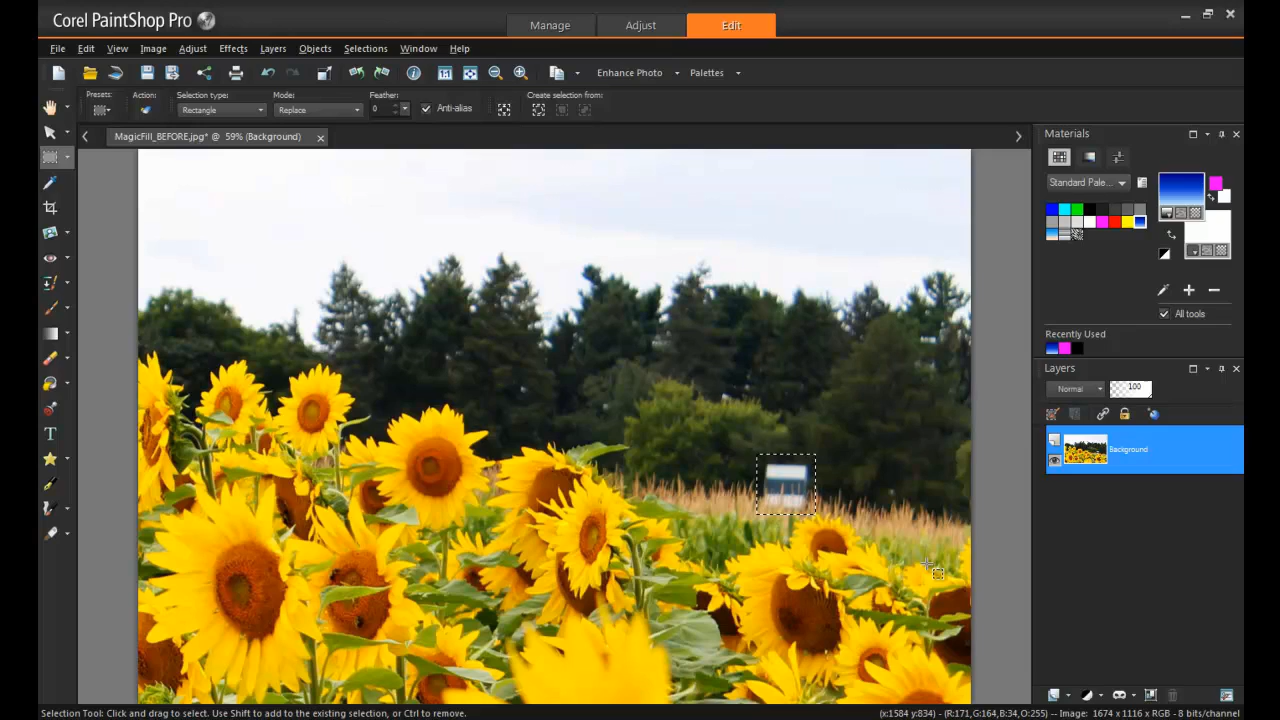 Corel PaintShop Pro
Manage
Adjust
Edit
File Edit View Image Adjust Effects Layers Objects Selections Window Help
Enhance Photo
Palettes
Presets: Action: Selection type: Mode: Feather: Create selection from:
Rectangle Replace 0 Anti-alias
MagicFill_BEFORE.jpg* @ 59% (Background)
Materials
Standard Pale...
All tools
Recently Used
Layers
Normal 100
Background
Selection Tool: Click and drag to select. Use Shift to add to the existing selection, or Ctrl to remove.
(x:1584 y:834) - (R:171,G:164,B:34,O:255) -- Image: 1674 x 1116 x RGB - 8 bits/channel